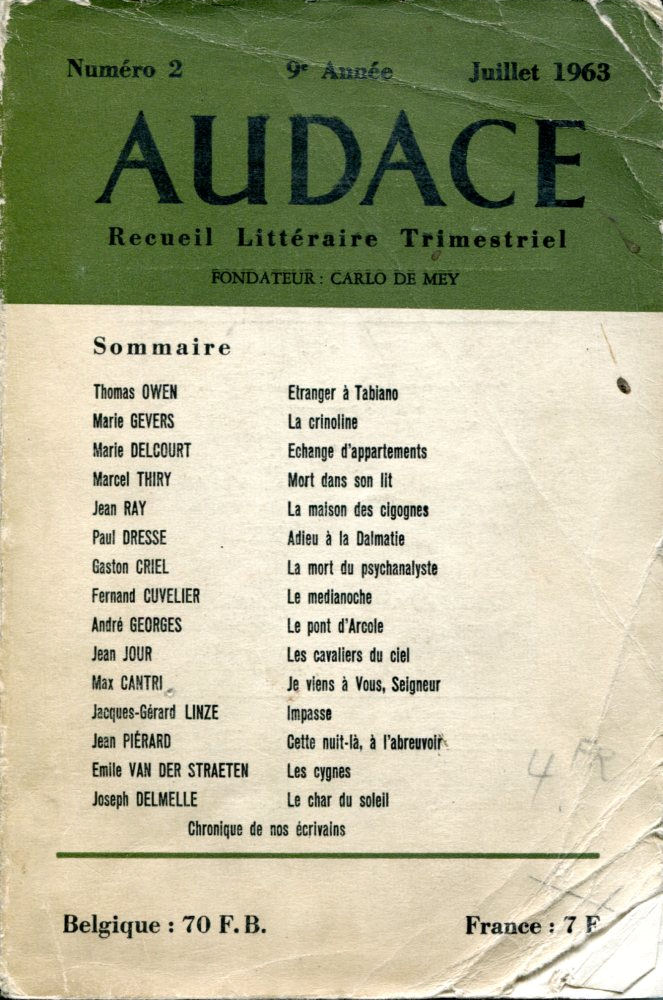 Numéro 2 9e Année Juillet 1963
AUDACE
Recueil Littéraire Trimestriel
FONDATEUR : CARLO DE MEY
Sommaire
Thomas OWEN Etranger à Tabiano
Marie GEVERS La crinoline
Marie DELCOURT Echange d'appartements
Marcel THIRY Mort dans son lit
Jean RAY La maison des cigognes
Paul DRESSE Adieu à la Dalmatie
Gaston CRIEL La mort du psychanalyste
Fernand CUVELIER Le medianoche
André GEORGES Le pont d'Arcole
Jean JOUR Les cavaliers du ciel
Max CANTRI Je viens à Vous, Seigneur
Jacques-Gérard LINZE Impasse
Jean PIÉRARD Cette nuit-là, à l'abreuvoir
Emile VAN DER STRAETEN Les cygnes
Joseph DELMELLE Le char du soleil
Chronique de nos écrivains
4 FR
Belgique : 70 F.B. France : 7 F